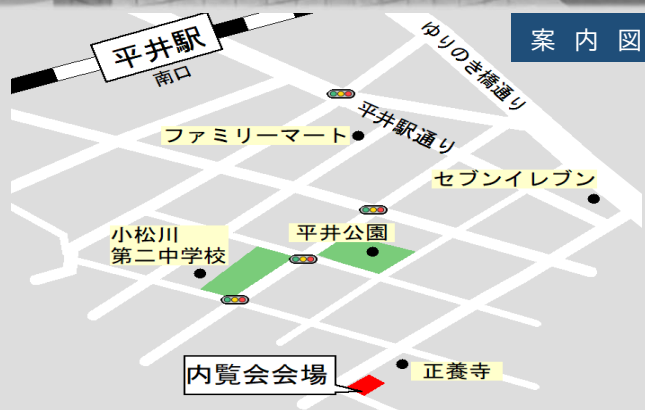 案内図
平井駅
南口
ゆりのき橋通り
平井駅通り
ファミリーマート
セブンイレブン
小松川
第二中学校
平井公園
内覧会会場
正養寺